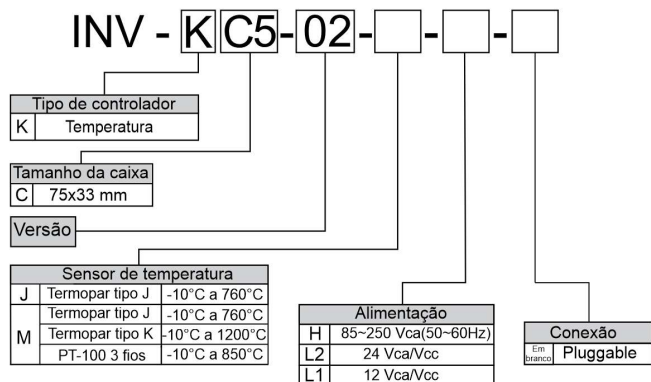 INV - K C5-02- - -
Tipo de controlador
K Temperatura
Tamanho da caixa
C 75x33 mm
Versão
Sensor de temperatura
J Termopar tipo J -10°C a 760°C
M Termopar tipo J -10°C a 760°C
Termopar tipo K -10°C a 1200°C
PT-100 3 fios -10°C a 850°C
Alimentação
H 85~250 Vca(50~60Hz)
L2 24 Vca/Vcc
L1 12 Vca/Vcc
Conexão
Em branco Pluggable